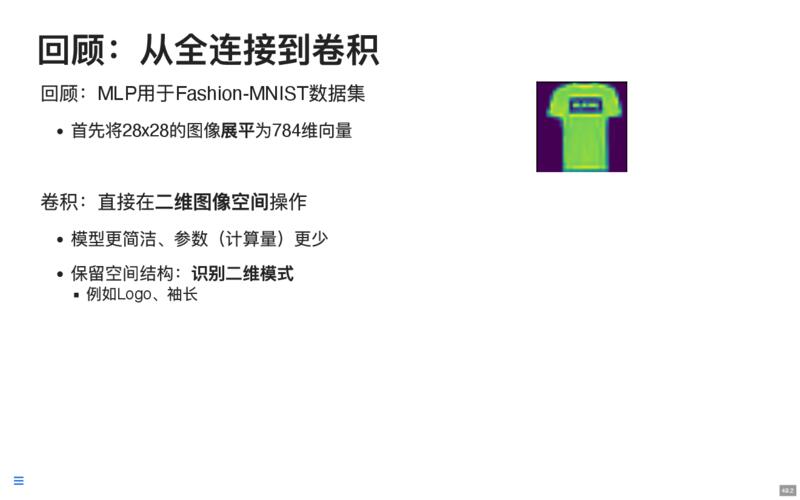 回顾：从全连接到卷积
回顾：MLP用于Fashion-MNIST数据集
首先将28x28的图像展平为784维向量
卷积：直接在二维图像空间操作
模型更简洁、参数（计算量）更少
保留空间结构：识别二维模式
例如Logo、袖长